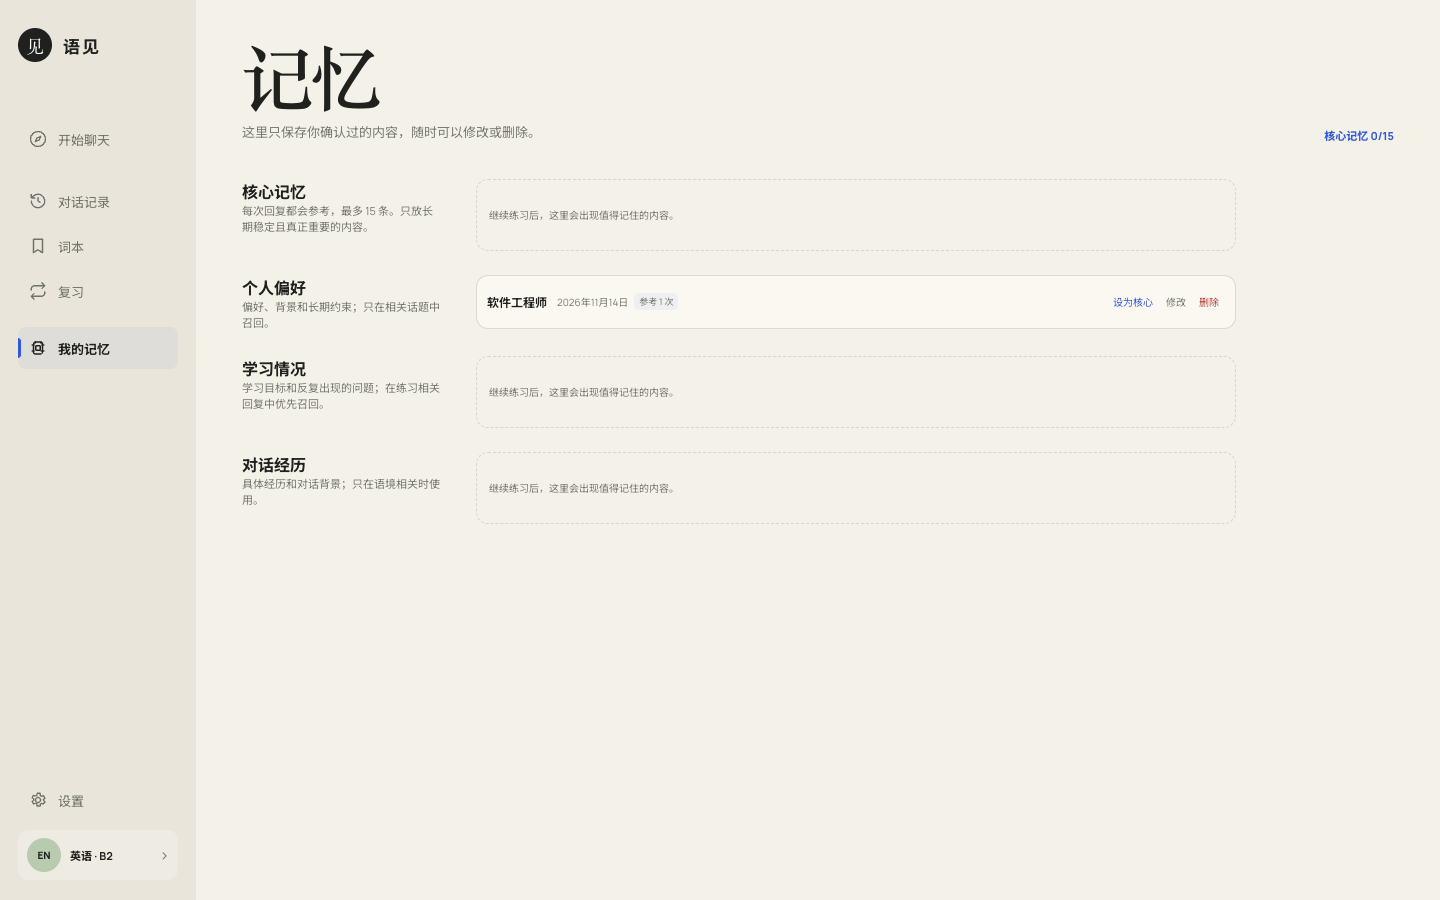 见 语见
开始聊天
对话记录
词本
复习
我的记忆
设置
EN 英语 · B2
记忆
这里只保存你确认过的内容，随时可以修改或删除。
核心记忆 0/15
核心记忆
每次回复都会参考，最多 15 条。只放长
期稳定且真正重要的内容。
继续练习后，这里会出现值得记住的内容。
个人偏好
偏好、背景和长期约束；只在相关话题中
召回。
软件工程师 2026年11月14日 参考 1 次 设为核心 修改 删除
学习情况
学习目标和反复出现的问题；在练习相关
回复中优先召回。
继续练习后，这里会出现值得记住的内容。
对话经历
具体经历和对话背景；只在语境相关时使
用。
继续练习后，这里会出现值得记住的内容。